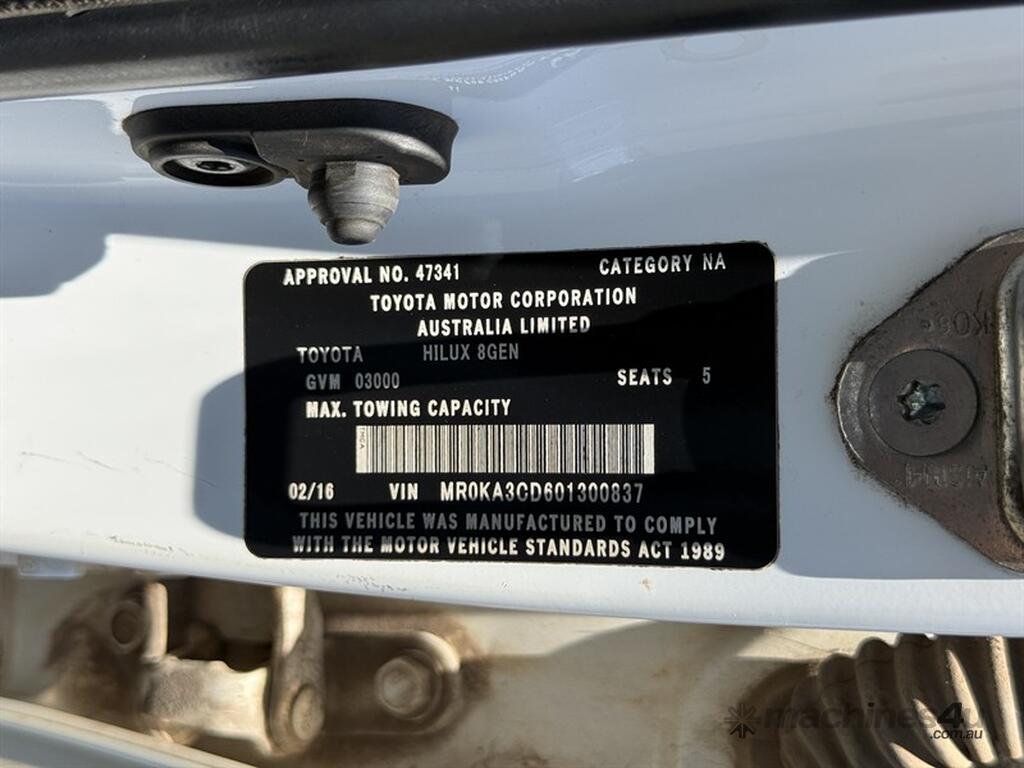 APPROVAL NO. 47341 CATEGORY NA
TOYOTA MOTOR CORPORATION
AUSTRALIA LIMITED
TOYOTA HILUX 8GEN
GVM 03000 SEATS 5
MAX. TOWING CAPACITY
02/16 VIN MR0KA3CD601300837
THIS VEHICLE WAS MANUFACTURED TO COMPLY
WITH THE MOTOR VEHICLE STANDARDS ACT 1989
machines4u
.com.au